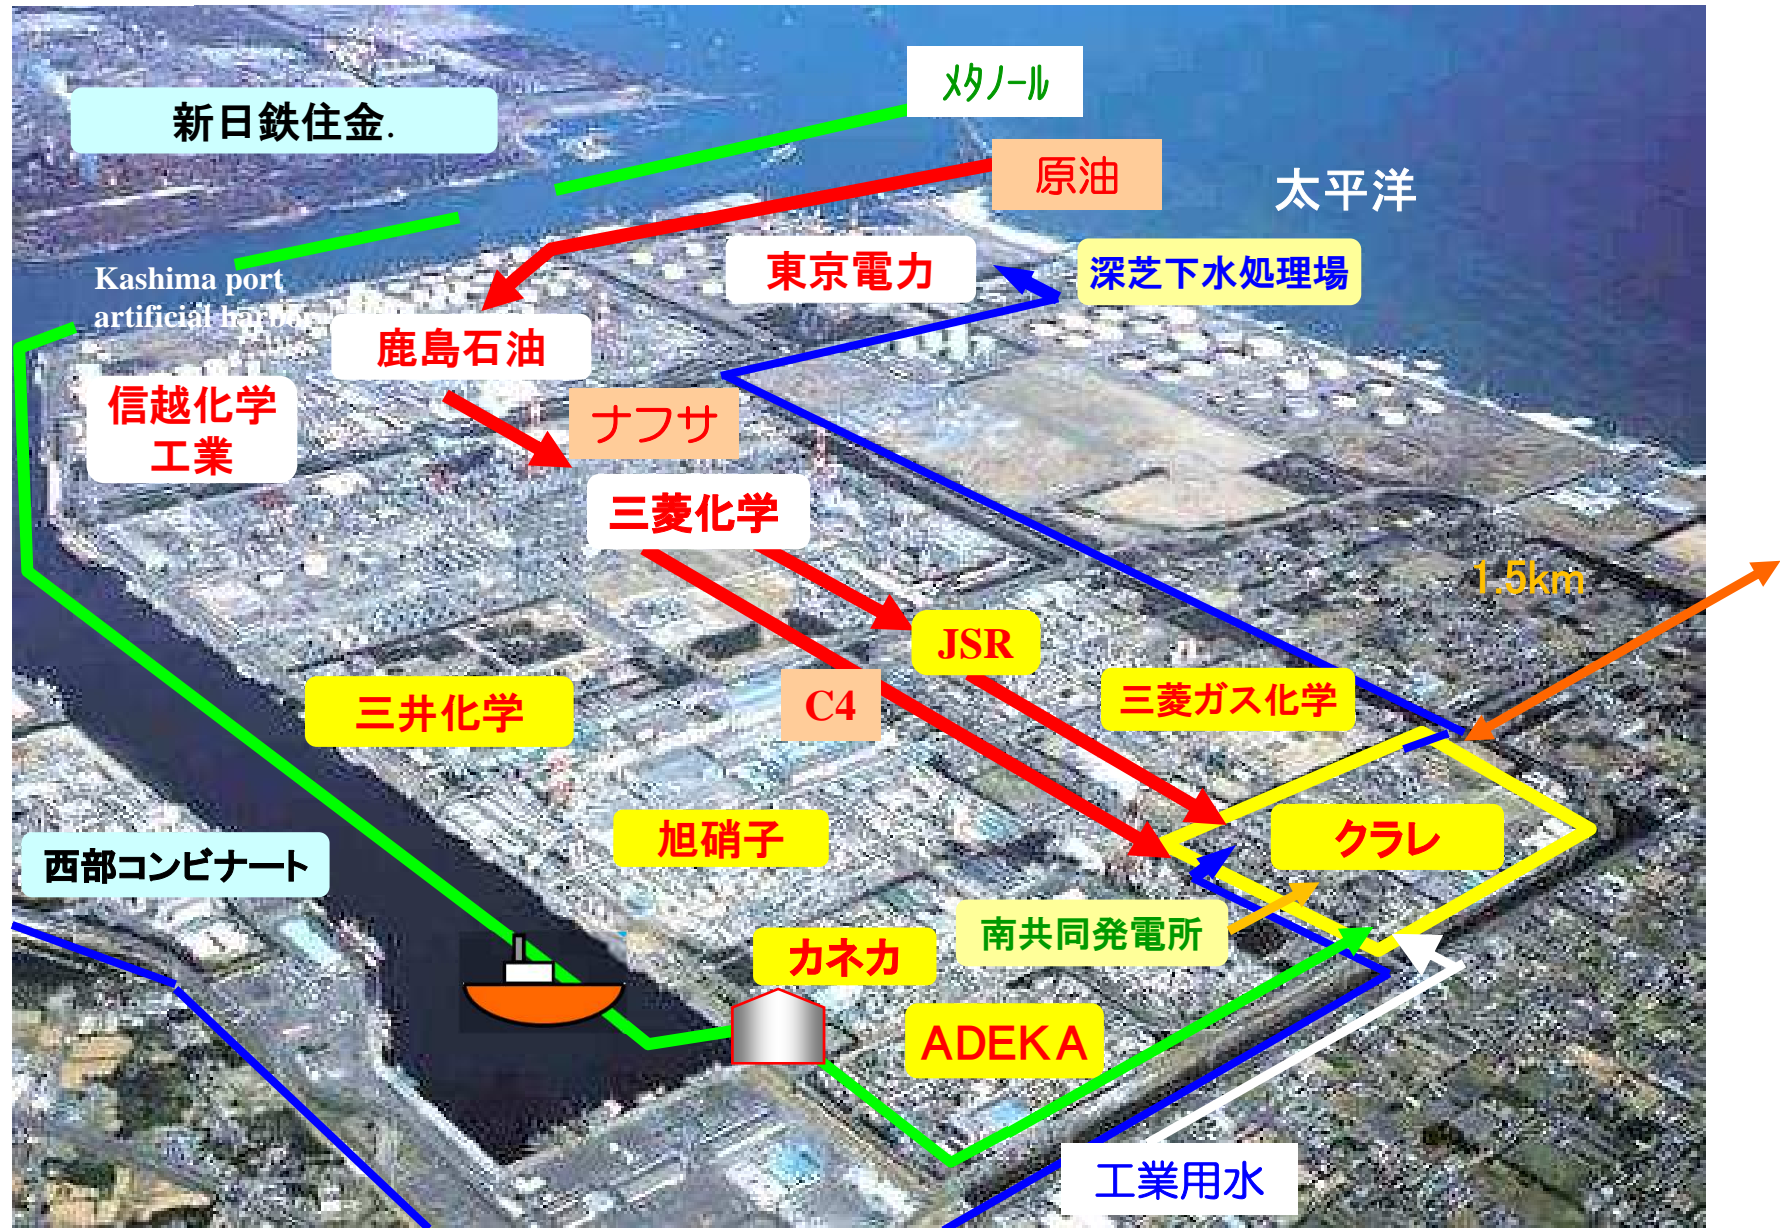 メタノール
新日鉄住金.
原油
太平洋
東京電力
深芝下水処理場
Kashima port
artificial harbor
鹿島石油
信越化学
工業
ナフサ
三菱化学
1.5km
JSR
三井化学
C4
三菱ガス化学
旭硝子
クラレ
西部コンビナート
南共同発電所
カネカ
ADEKA
工業用水